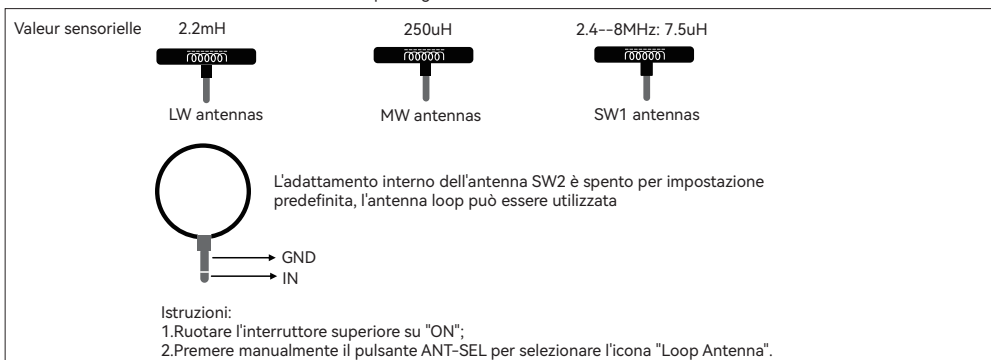 Valeur sensorielle 2.2mH 250uH 2.4--8MHz: 7.5uH
LW antennas MW antennas SW1 antennas
L'adattamento interno dell'antenna SW2 è spento per impostazione
predefinita, l'antenna loop può essere utilizzata
GND
IN
Istruzioni:
1.Ruotare l'interruttore superiore su "ON";
2.Premere manualmente il pulsante ANT-SEL per selezionare l'icona "Loop Antenna".